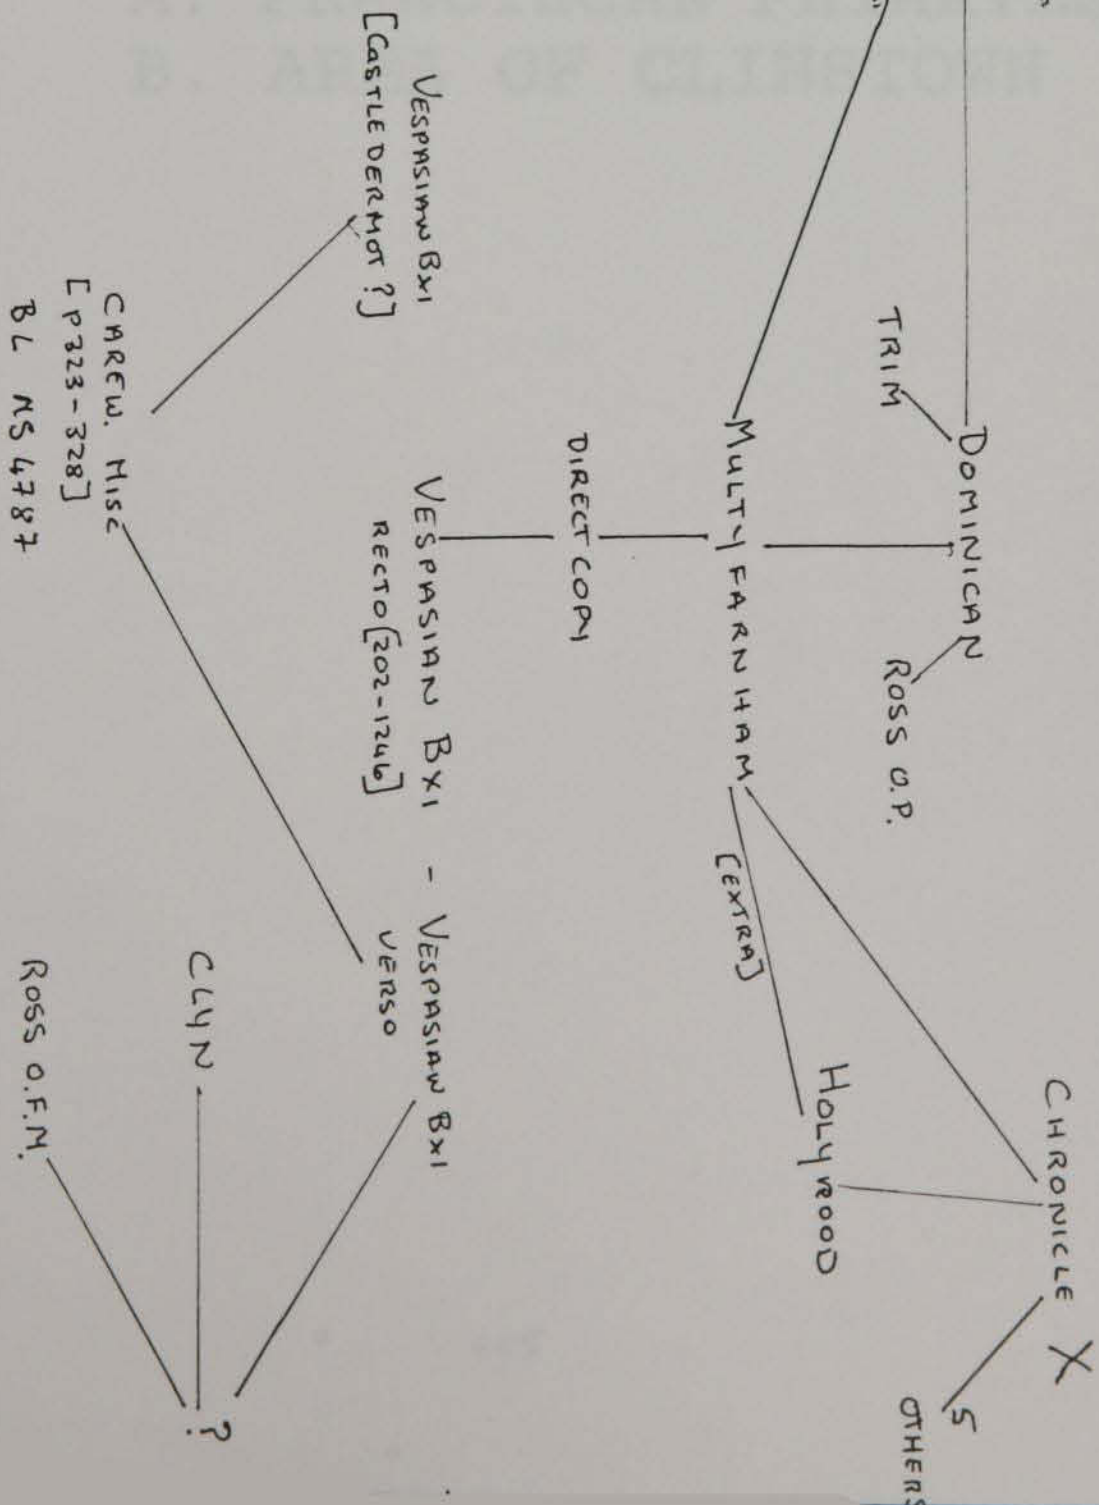 CHRONICLE X
DOMINICAN
5
OTHERS
TRIM
ROSS O.P.
HOLYROOD
MULTYFARNHAM
[EXTRA]
DIRECT COPY
VESPASIAN BXI
VESPASIAN BXI - VESPASIAN BXI
[CASTLEDERMOT ?]
RECTO [202-1246]
VERSO
?
CLYN
CAREW. MISC
[P323-328]
BL MS 4787
ROSS O.F.M.